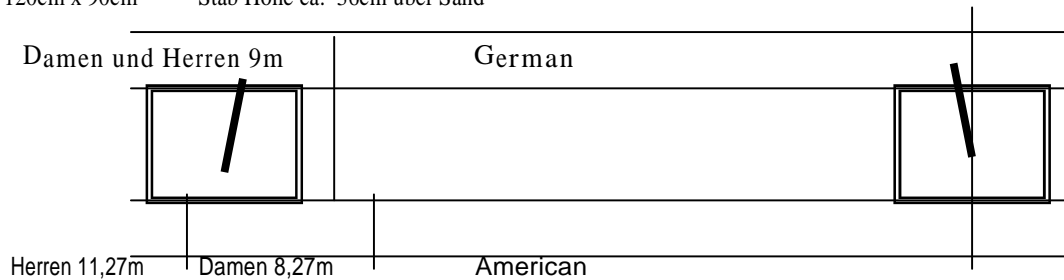 120cm x 90cm Stab Höhe ca. 30cm über Sand
Damen und Herren 9m German
Herren 11,27m Damen 8,27m American